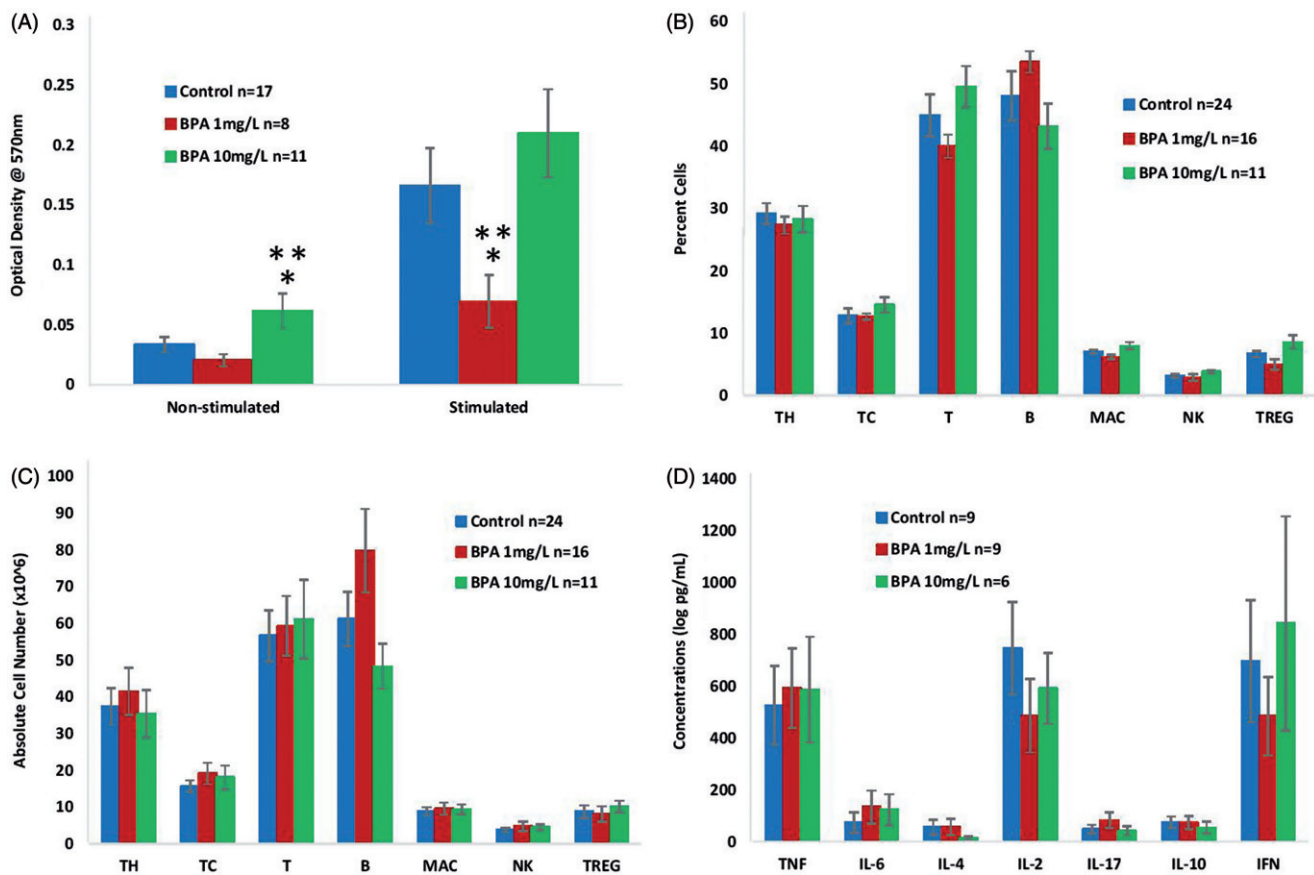 (A)
0.3
0.25
0.2
0.15
0.1
0.05
0
Optical Density @ 570nm
Control n=17
BPA 1mg/L n=8
BPA 10mg/L n=11
**
*
**
*
Non-stimulated Stimulated
(B)
60
50
40
30
20
10
0
Percent Cells
Control n=24
BPA 1mg/L n=16
BPA 10mg/L n=11
TH TC T B MAC NK TREG
(C)
100
90
80
70
60
50
40
30
20
10
0
Absolute Cell Number (x10^6)
Control n=24
BPA 1mg/L n=16
BPA 10mg/L n=11
TH TC T B MAC NK TREG
(D)
1400
1200
1000
800
600
400
200
0
Concentrations (log pg/mL)
Control n=9
BPA 1mg/L n=9
BPA 10mg/L n=6
TNF IL-6 IL-4 IL-2 IL-17 IL-10 IFN